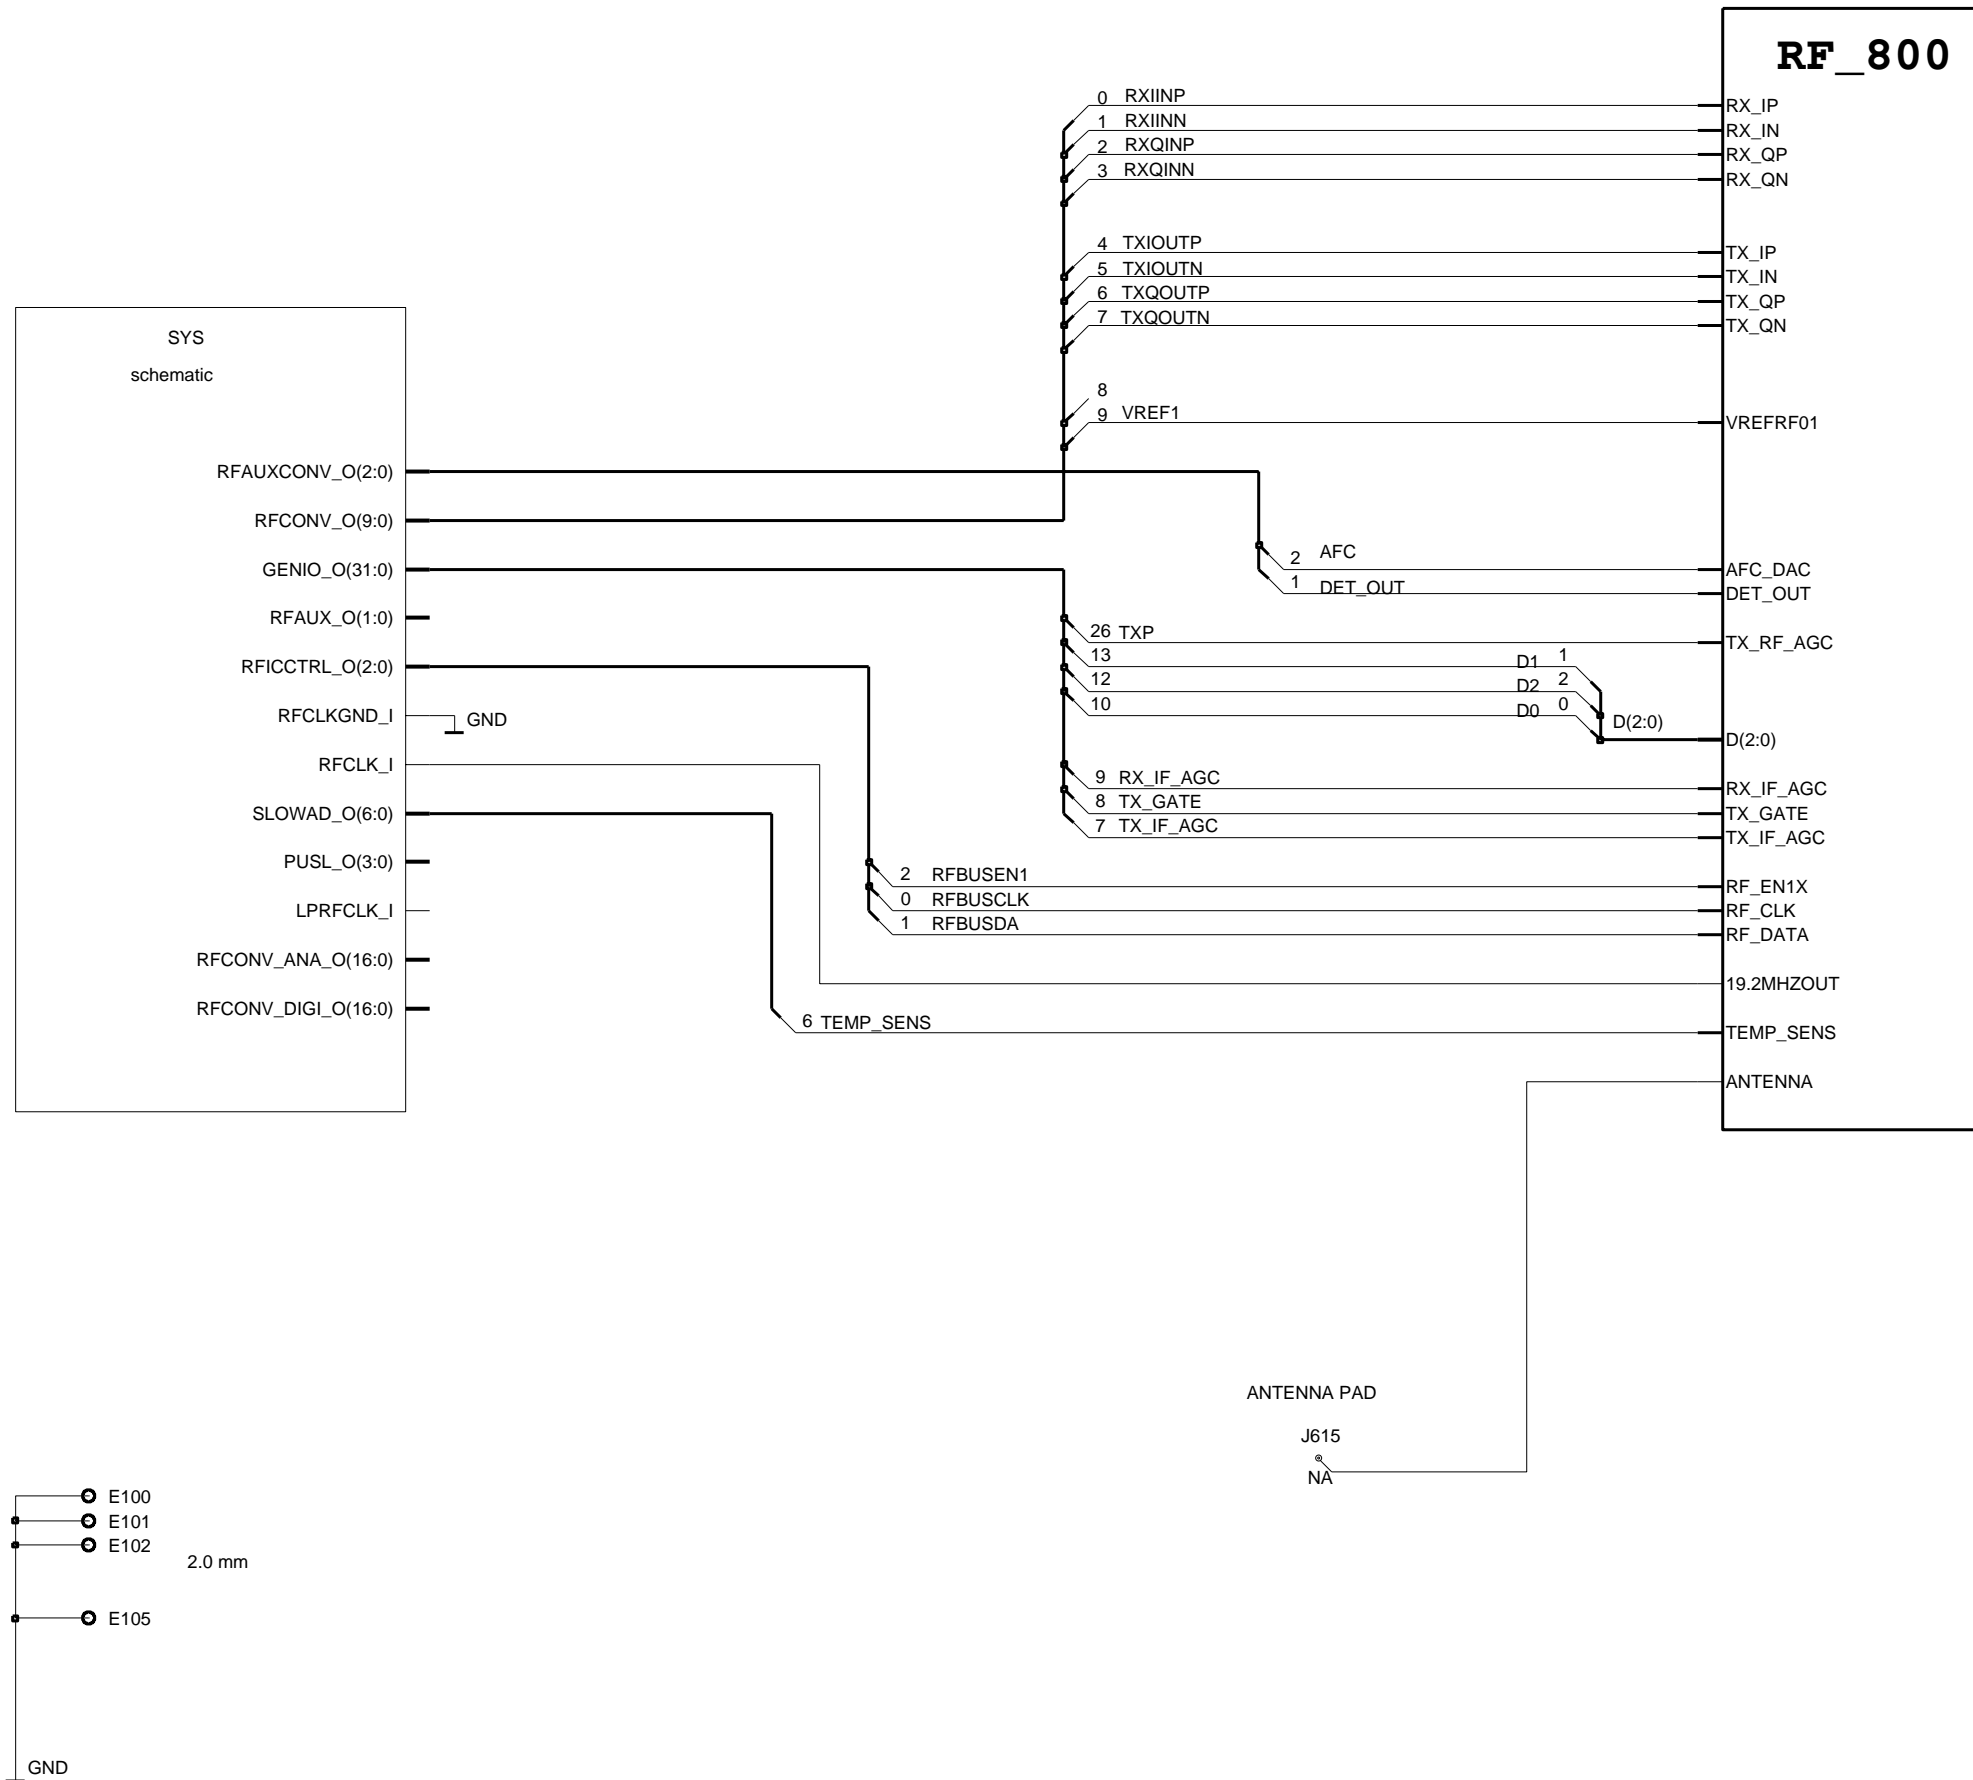 RF_800
0 RXIINP RX_IP
1 RXIINN RX_IN
2 RXQINP RX_QP
3 RXQINN RX_QN
4 TXIOUTP TX_IP
5 TXIOUTN TX_IN
6 TXQOUTP TX_QP
7 TXQOUTN TX_QN
SYS
schematic
8
9 VREF1 VREFRF01
RFAUXCONV_O(2:0)
RFCONV_O(9:0)
2 AFC AFC_DAC
GENIO_O(31:0)
1 DET_OUT DET_OUT
RFAUX_O(1:0)
26 TXP TX_RF_AGC
13 D1 1
RFICCTRL_O(2:0)
12 D2 2
10 D0 0
RFCLKGND_I GND
D(2:0)
D(2:0)
RFCLK_I
9 RX_IF_AGC RX_IF_AGC
8 TX_GATE TX_GATE
SLOWAD_O(6:0)
7 TX_IF_AGC TX_IF_AGC
PUSL_O(3:0)
2 RFBUSEN1 RF_EN1X
0 RFBUSCLK RF_CLK
LPRFCLK_I
1 RFBUSDA RF_DATA
RFCONV_ANA_O(16:0)
19.2MHZOUT
RFCONV_DIGI_O(16:0)
6 TEMP_SENS TEMP_SENS
ANTENNA
ANTENNA PAD
J615
NA
E100
E101
E102
2.0 mm
E105
GND